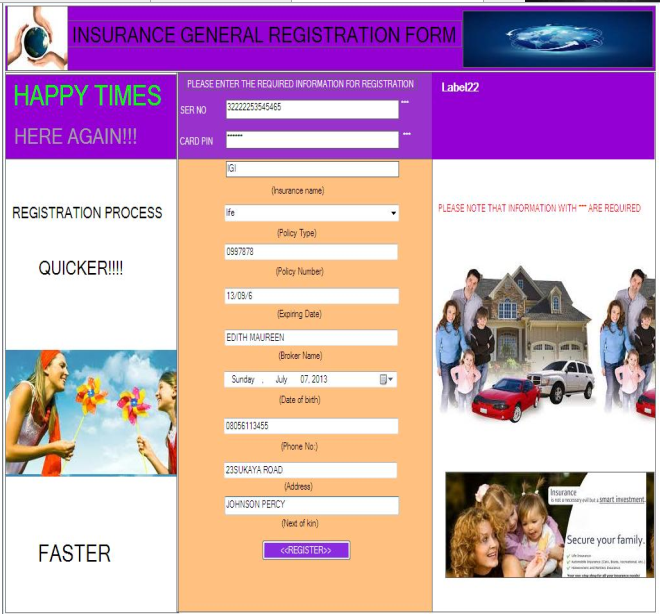 INSURANCE GENERAL REGISTRATION FORM
HAPPY TIMES
HERE AGAIN!!!
PLEASE ENTER THE REQUIRED INFORMATION FOR REGISTRATION
SER NO
32222253545465
***
CARD PIN
******
***
Label22
IGI
(Insurance name)
life
(Policy Type)
0997878
(Policy Number)
13/09/6
(Expiring Date)
EDITH MAUREEN
(Broker Name)
Sunday , July 07, 2013
(Date of birth)
08056113455
(Phone No:)
23SUKAYA ROAD
(Address)
JOHNSON PERCY
(Next of kin)
<<REGISTER>>
REGISTRATION PROCESS
QUICKER!!!!
FASTER
PLEASE NOTE THAT INFORMATION WITH *** ARE REQUIRED
Insurance
is not a necessary evil but a smart investment.
Secure your family.
Life Insurance